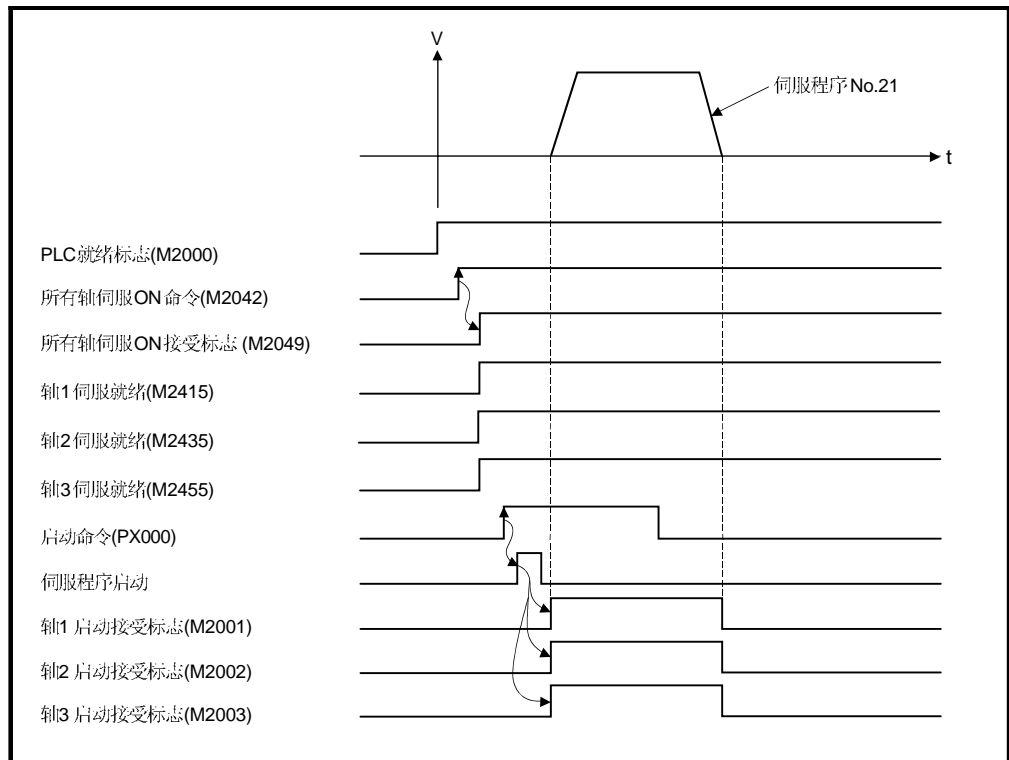 V
伺服程序No.21
t
PLC就绪标志(M2000)
所有轴伺服ON命令(M2042)
所有轴伺服ON接受标志 (M2049)
轴1伺服就绪(M2415)
轴2伺服就绪(M2435)
轴3伺服就绪(M2455)
启动命令(PX000)
伺服程序启动
轴1 启动接受标志(M2001)
轴2 启动接受标志(M2002)
轴3 启动接受标志(M2003)